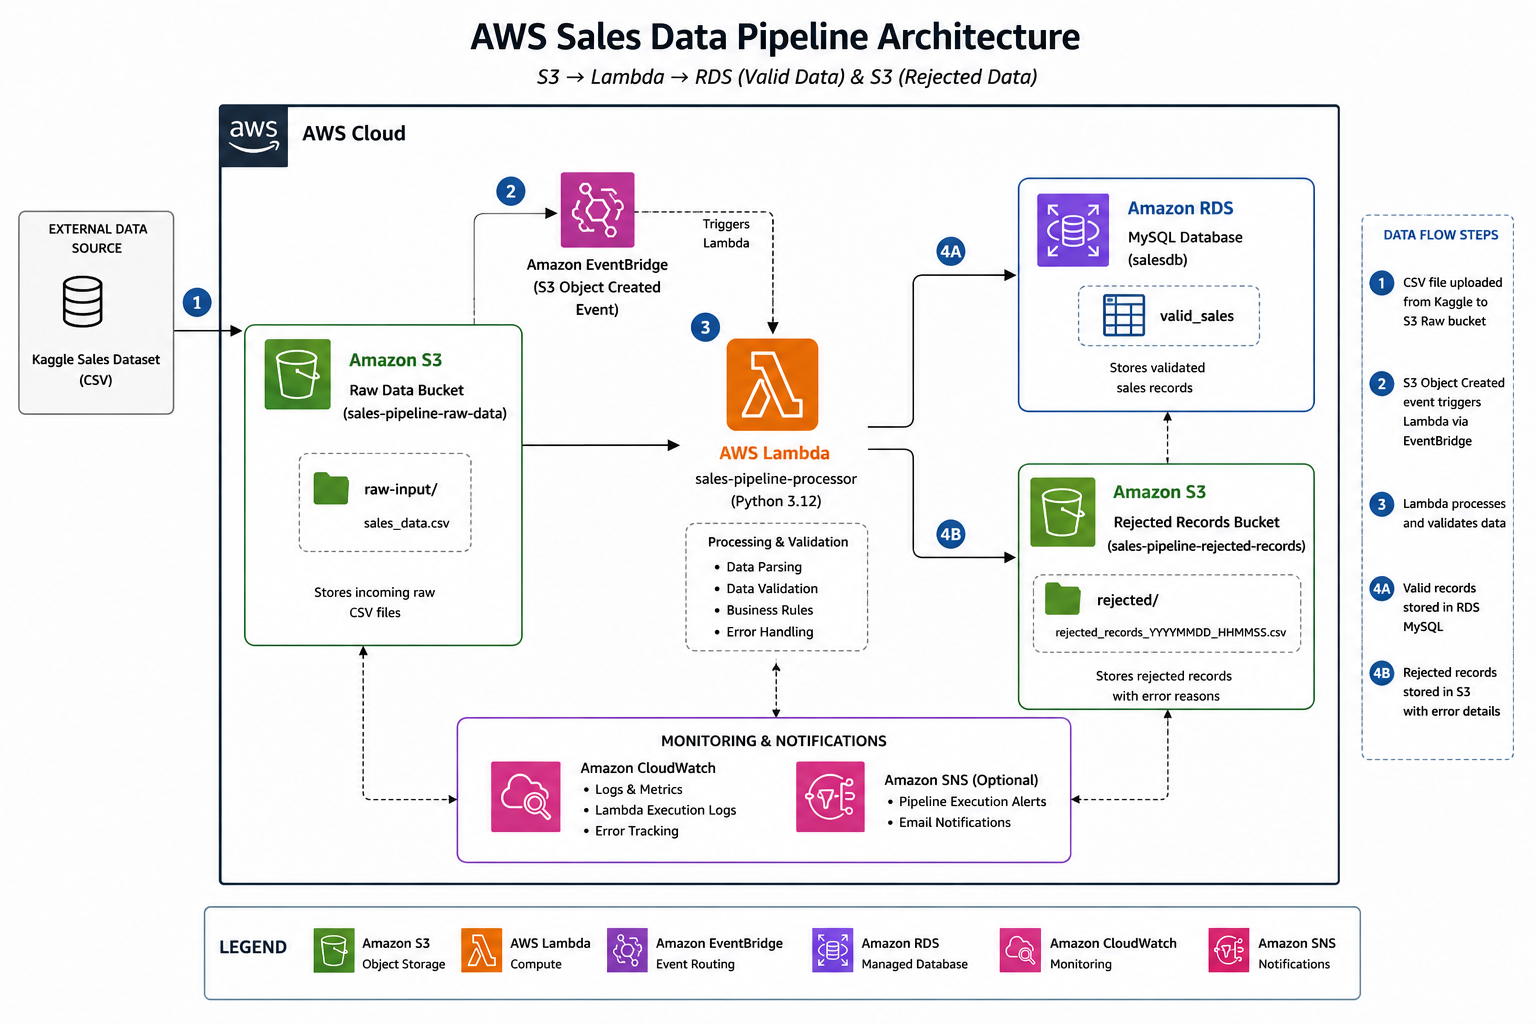 AWS Sales Data Pipeline Architecture
S3 → Lambda → RDS (Valid Data) & S3 (Rejected Data)
aws
AWS Cloud
EXTERNAL DATA
SOURCE
Kaggle Sales Dataset
(CSV)
1
2
Amazon EventBridge
(S3 Object Created
Event)
Triggers
Lambda
Amazon S3
Raw Data Bucket
(sales-pipeline-raw-data)
raw-input/
sales_data.csv
Stores incoming raw
CSV files
3
AWS Lambda
sales-pipeline-processor
(Python 3.12)
Processing & Validation
• Data Parsing
• Data Validation
• Business Rules
• Error Handling
4A
Amazon RDS
MySQL Database
(salesdb)
valid_sales
Stores validated
sales records
4B
Amazon S3
Rejected Records Bucket
(sales-pipeline-rejected-records)
rejected/
rejected_records_YYYYMMDD_HHMMSS.csv
Stores rejected records
with error reasons
MONITORING & NOTIFICATIONS
Amazon CloudWatch
• Logs & Metrics
• Lambda Execution Logs
• Error Tracking
Amazon SNS (Optional)
• Pipeline Execution Alerts
• Email Notifications
DATA FLOW STEPS
1
CSV file uploaded
from Kaggle to
S3 Raw bucket
2
S3 Object Created
event triggers
Lambda via
EventBridge
3
Lambda processes
and validates data
4A
Valid records
stored in RDS
MySQL
4B
Rejected records
stored in S3
with error details
LEGEND
Amazon S3
Object Storage
AWS Lambda
Compute
Amazon EventBridge
Event Routing
Amazon RDS
Managed Database
Amazon CloudWatch
Monitoring
Amazon SNS
Notifications